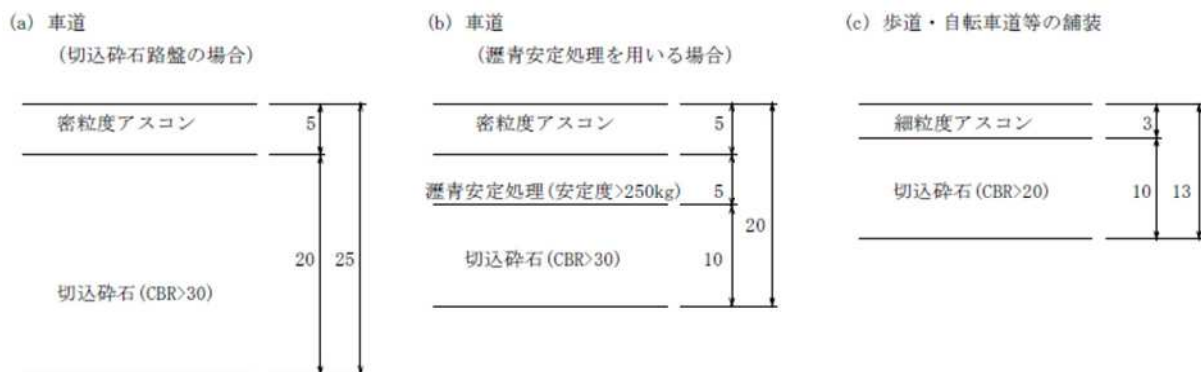 (a) 車道
(切込砕石路盤の場合)
密粒度アスコン 5
20 25
切込砕石(CBR>30)
(b) 車道
(瀝青安定処理を用いる場合)
密粒度アスコン 5
瀝青安定処理(安定度>250kg) 5
20
切込砕石(CBR>30) 10
(c) 歩道・自転車道等の舗装
細粒度アスコン 3
切込砕石(CBR>20) 10 13